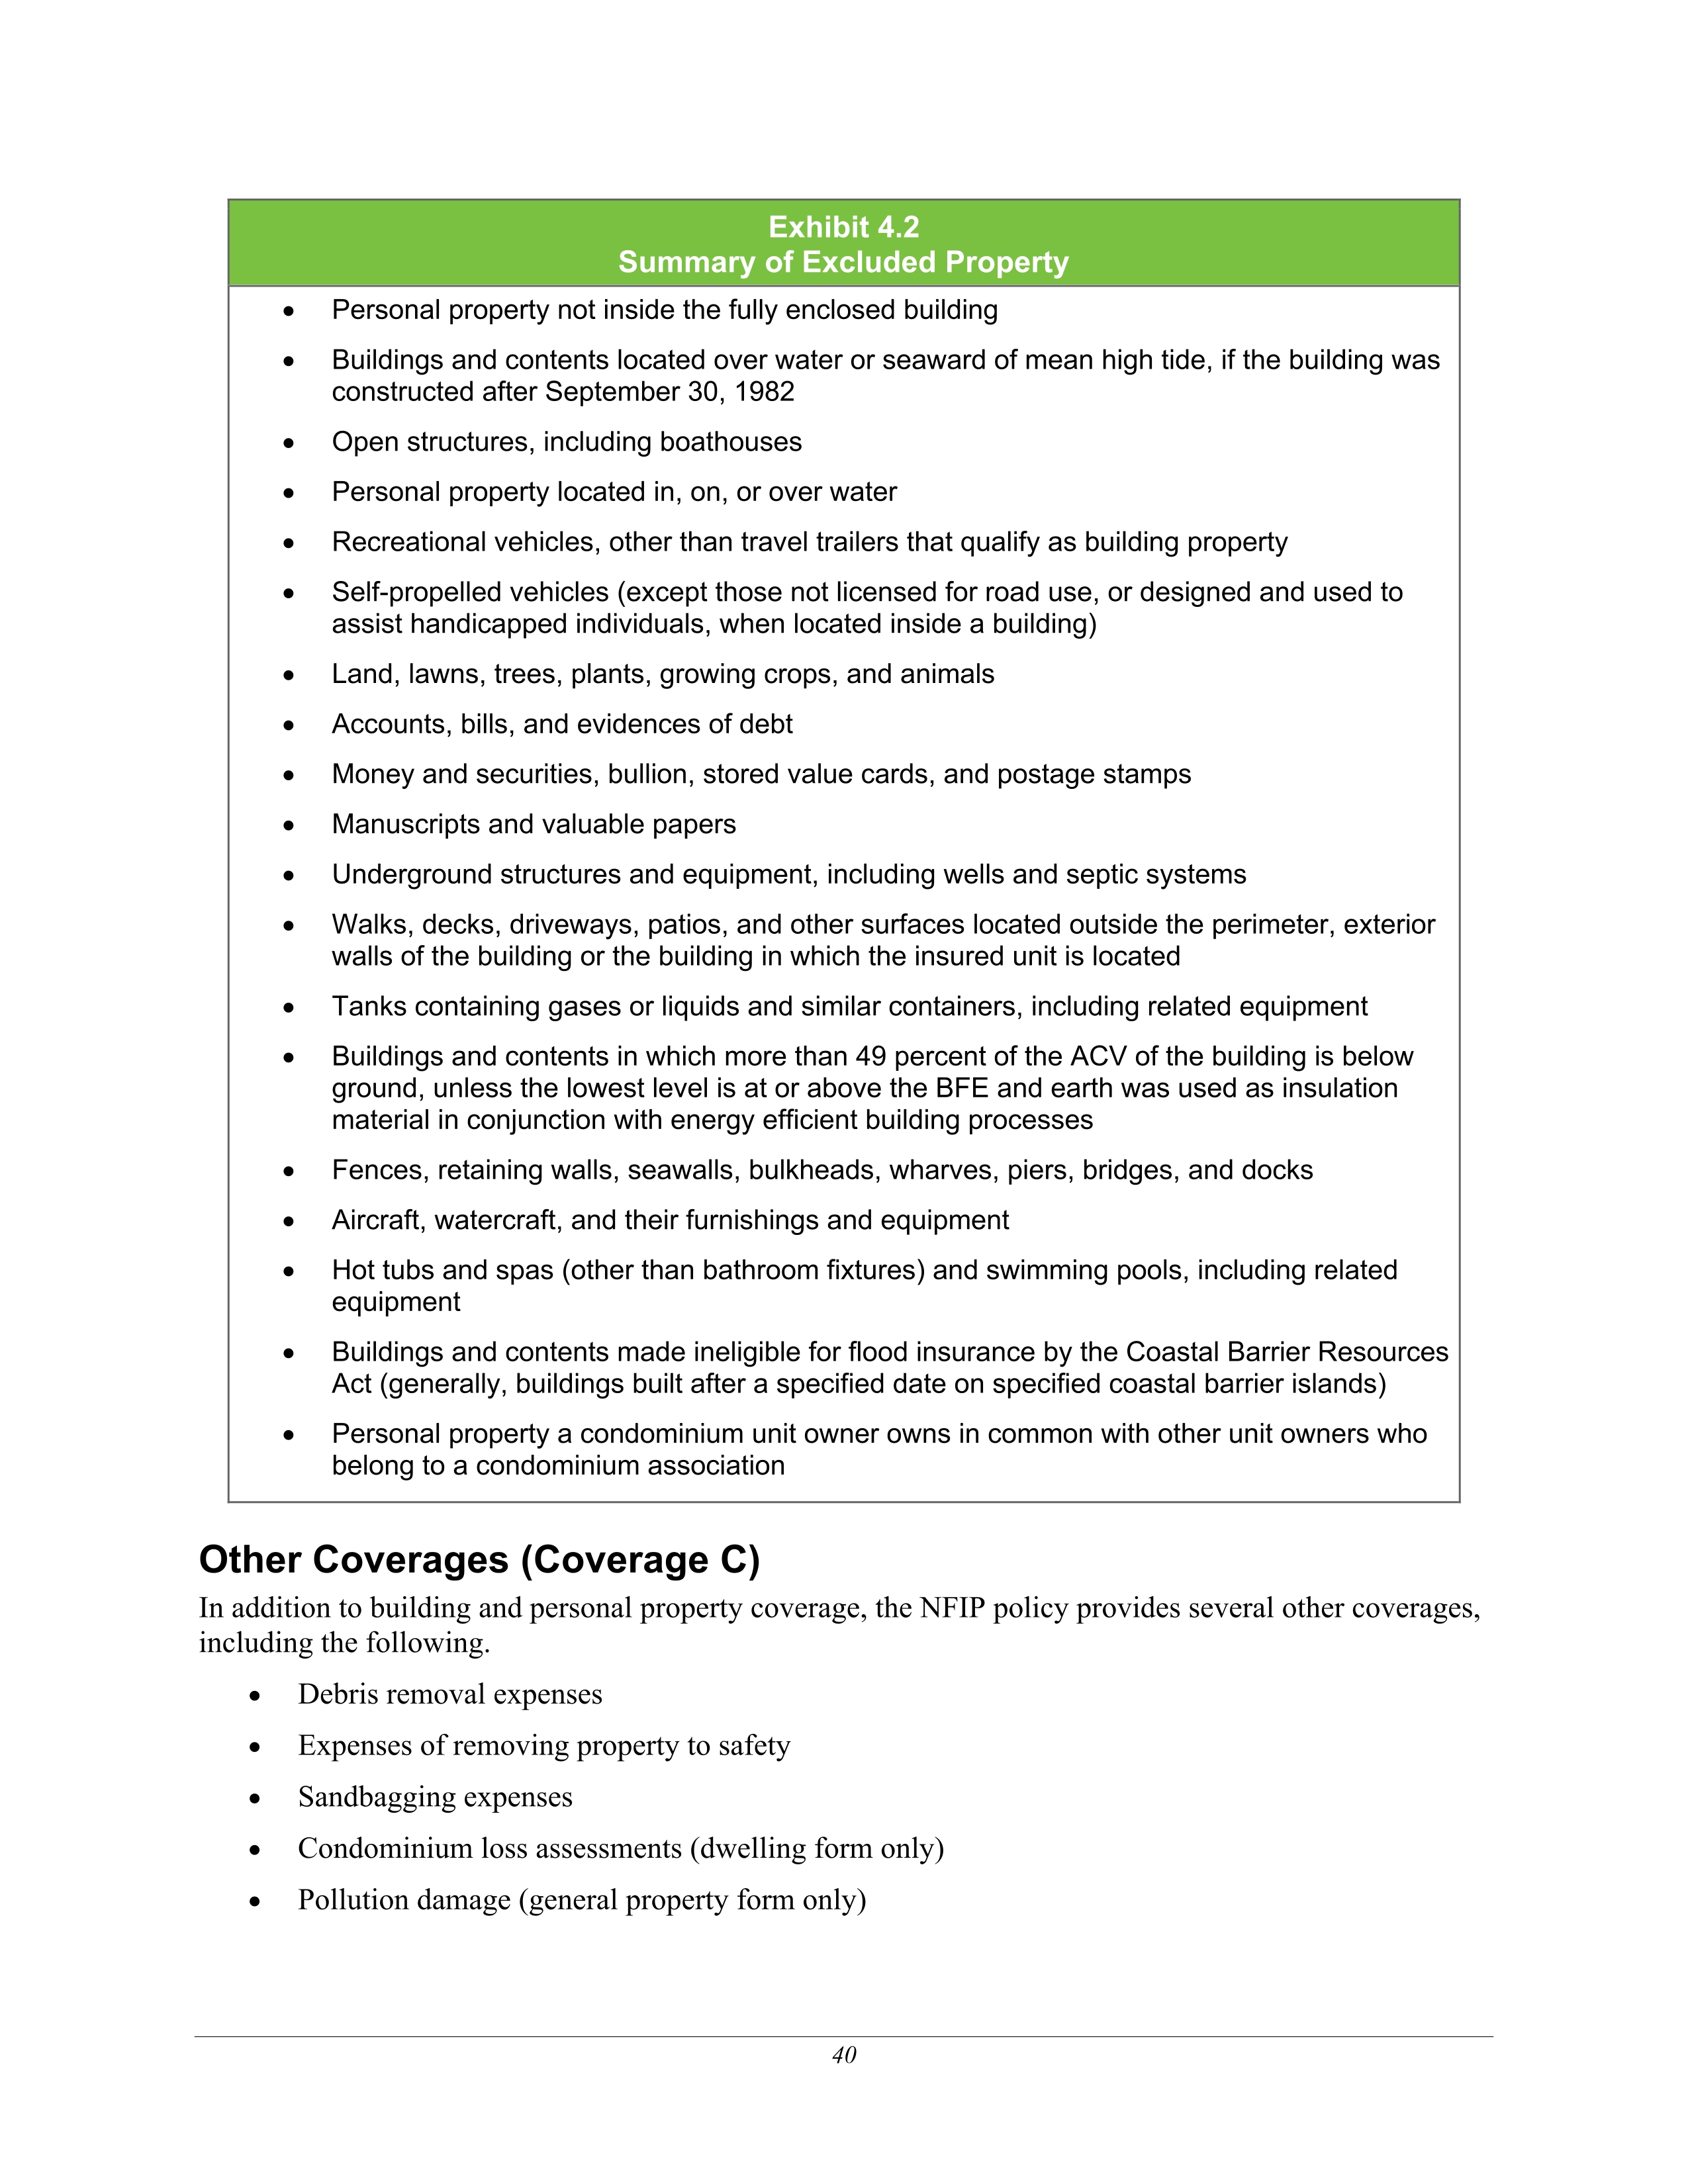 Exhibit 4.2
Summary of Excluded Property
• Personal property not inside the fully enclosed building
• Buildings and contents located over water or seaward of mean high tide, if the building was
constructed after September 30, 1982
• Open structures, including boathouses
• Personal property located in, on, or over water
• Recreational vehicles, other than travel trailers that qualify as building property
• Self-propelled vehicles (except those not licensed for road use, or designed and used to
assist handicapped individuals, when located inside a building)
• Land, lawns, trees, plants, growing crops, and animals
• Accounts, bills, and evidences of debt
• Money and securities, bullion, stored value cards, and postage stamps
• Manuscripts and valuable papers
• Underground structures and equipment, including wells and septic systems
• Walks, decks, driveways, patios, and other surfaces located outside the perimeter, exterior
walls of the building or the building in which the insured unit is located
• Tanks containing gases or liquids and similar containers, including related equipment
• Buildings and contents in which more than 49 percent of the ACV of the building is below
ground, unless the lowest level is at or above the BFE and earth was used as insulation
material in conjunction with energy efficient building processes
• Fences, retaining walls, seawalls, bulkheads, wharves, piers, bridges, and docks
• Aircraft, watercraft, and their furnishings and equipment
• Hot tubs and spas (other than bathroom fixtures) and swimming pools, including related
equipment
• Buildings and contents made ineligible for flood insurance by the Coastal Barrier Resources
Act (generally, buildings built after a specified date on specified coastal barrier islands)
• Personal property a condominium unit owner owns in common with other unit owners who
belong to a condominium association
Other Coverages (Coverage C)
In addition to building and personal property coverage, the NFIP policy provides several other coverages,
including the following.
• Debris removal expenses
• Expenses of removing property to safety
• Sandbagging expenses
• Condominium loss assessments (dwelling form only)
• Pollution damage (general property form only)
40